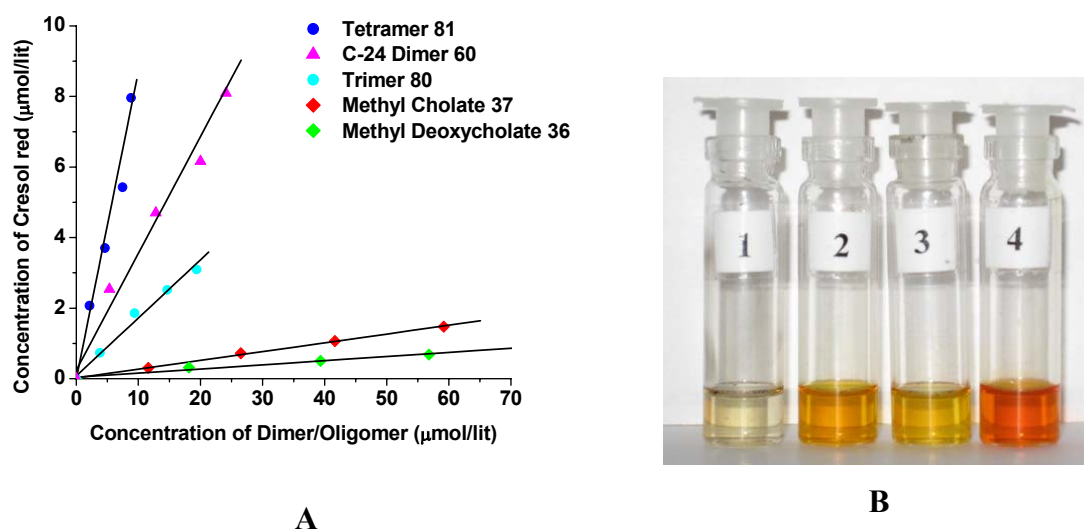 10
8
6
4
2
0
Concentration of Cresol red (μmol/lit)
Tetramer 81
C-24 Dimer 60
Trimer 80
Methyl Cholate 37
Methyl Deoxycholate 36
0 10 20 30 40 50 60 70
Concentration of Dimer/Oligomer (μmol/lit)
A
1 2 3 4
B